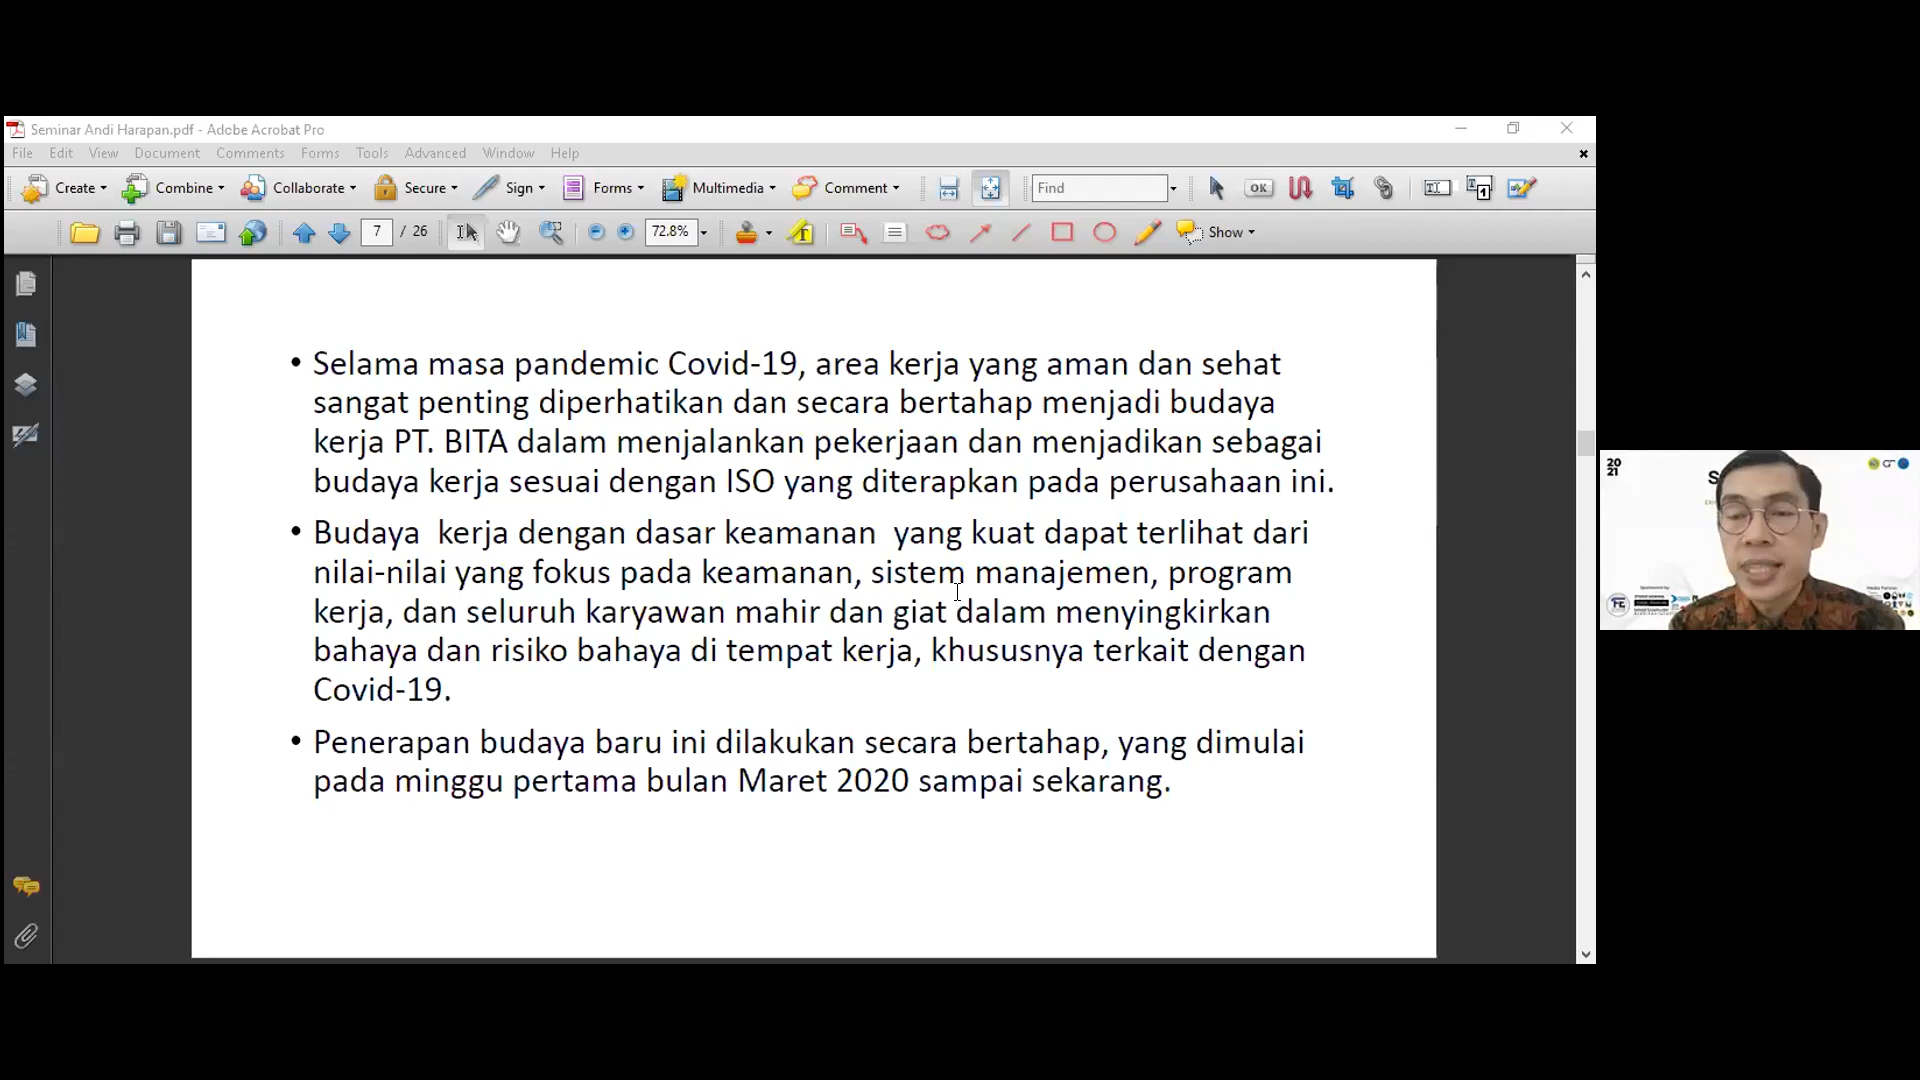 Seminar Andi Harapan.pdf - Adobe Acrobat Pro
File Edit View Document Comments Forms Tools Advanced Window Help
Create Combine Collaborate Secure Sign Forms Multimedia Comment Find OK
7 / 26 72.8% Show
• Selama masa pandemic Covid-19, area kerja yang aman dan sehat
sangat penting diperhatikan dan secara bertahap menjadi budaya
kerja PT. BITA dalam menjalankan pekerjaan dan menjadikan sebagai
budaya kerja sesuai dengan ISO yang diterapkan pada perusahaan ini.
• Budaya  kerja dengan dasar keamanan  yang kuat dapat terlihat dari
nilai-nilai yang fokus pada keamanan, sistem manajemen, program
kerja, dan seluruh karyawan mahir dan giat dalam menyingkirkan
bahaya dan risiko bahaya di tempat kerja, khususnya terkait dengan
Covid-19.
• Penerapan budaya baru ini dilakukan secara bertahap, yang dimulai
pada minggu pertama bulan Maret 2020 sampai sekarang.
20
21